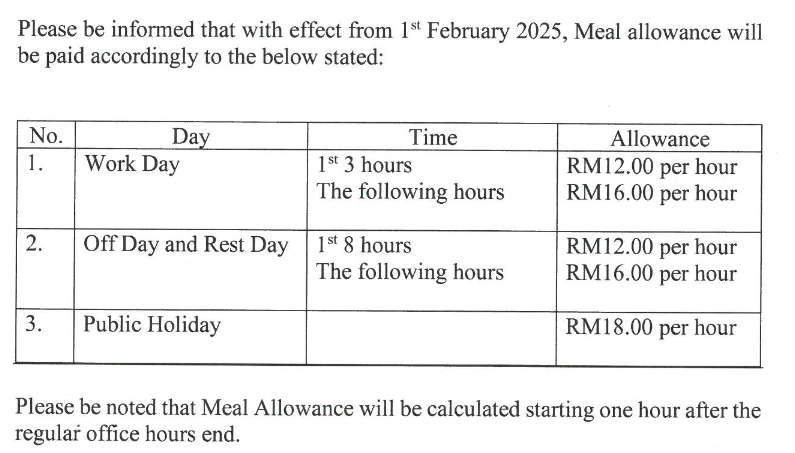 Please be informed that with effect from 1st February 2025, Meal allowance will
be paid accordingly to the below stated:
No. Day Time Allowance
1. Work Day 1st 3 hours RM12.00 per hour
The following hours RM16.00 per hour
2. Off Day and Rest Day 1st 8 hours RM12.00 per hour
The following hours RM16.00 per hour
3. Public Holiday RM18.00 per hour
Please be noted that Meal Allowance will be calculated starting one hour after the
regular office hours end.